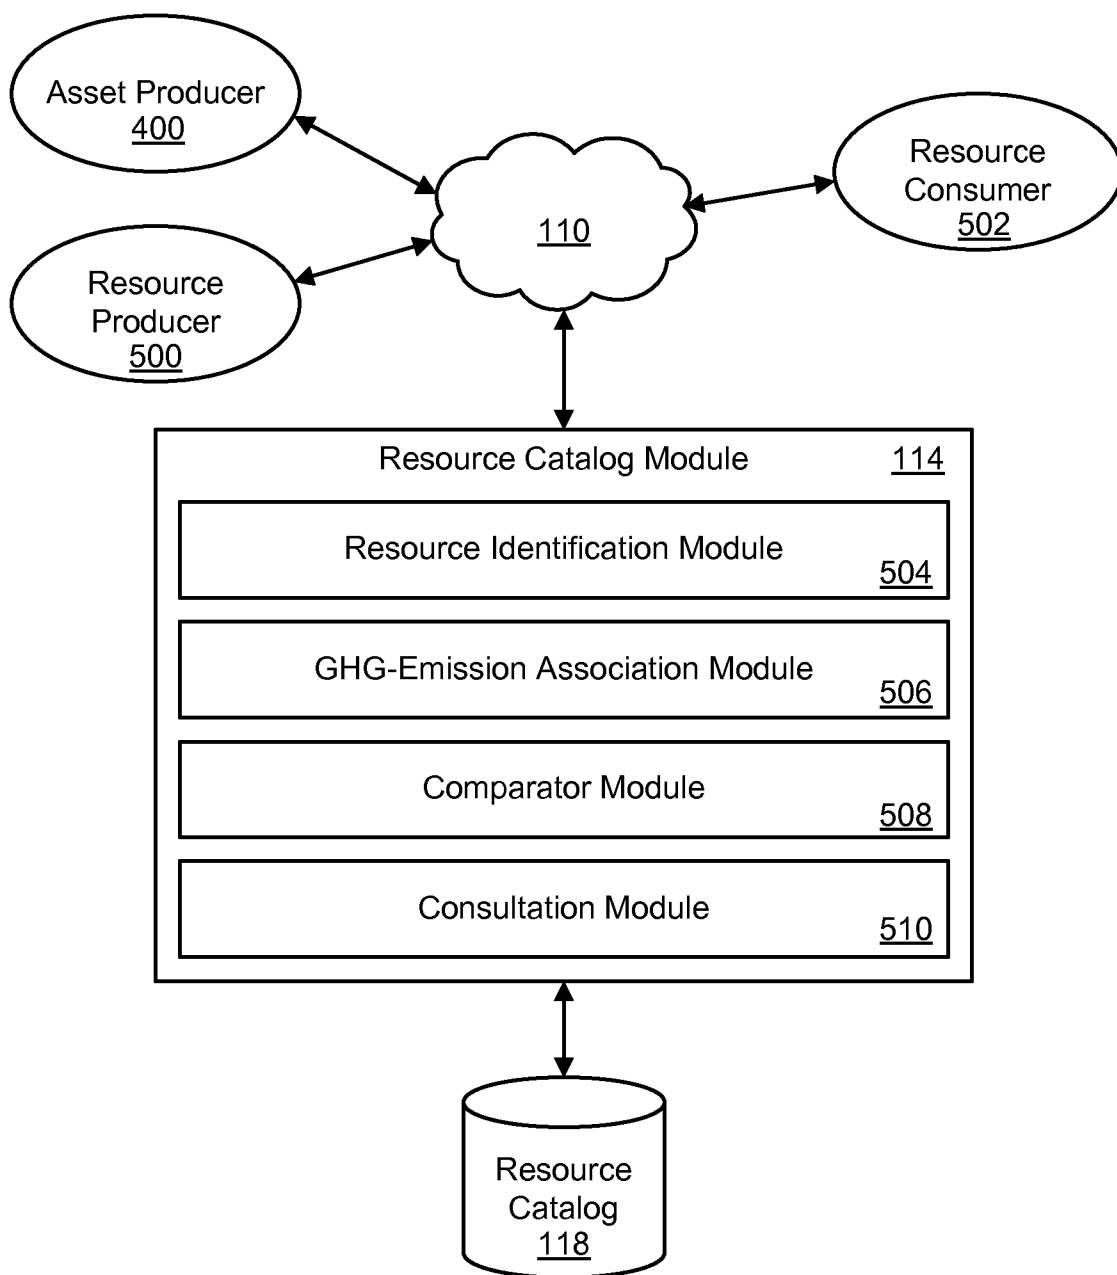 Asset Producer
400
Resource
Producer
500
110
Resource
Consumer
502
Resource Catalog Module 114
Resource Identification Module
504
GHG-Emission Association Module
506
Comparator Module
508
Consultation Module
510
Resource
Catalog
118